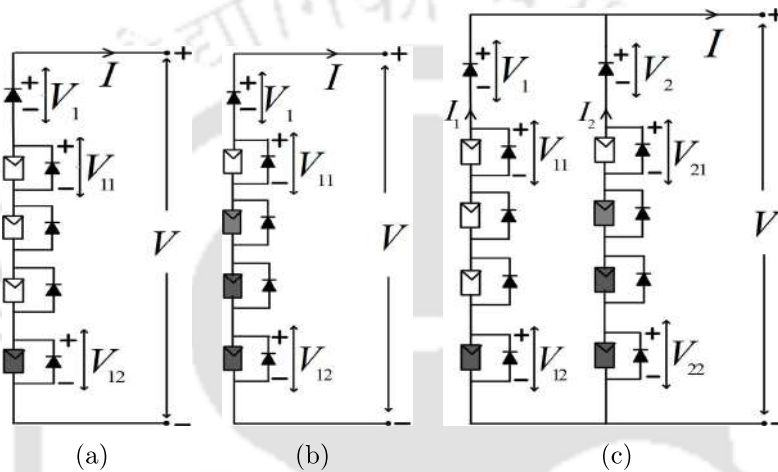 I + V₁ + − V₁₁ + − V + V₁₂ − −
I + V₁ + − V₁₁ + − V + V₁₂ − −
I + V₁ + − V₂ + − I₁ I₂ V₁₁ + − V₂₁ + − V V₁₂ + − V₂₂ + − −
(a) (b) (c)